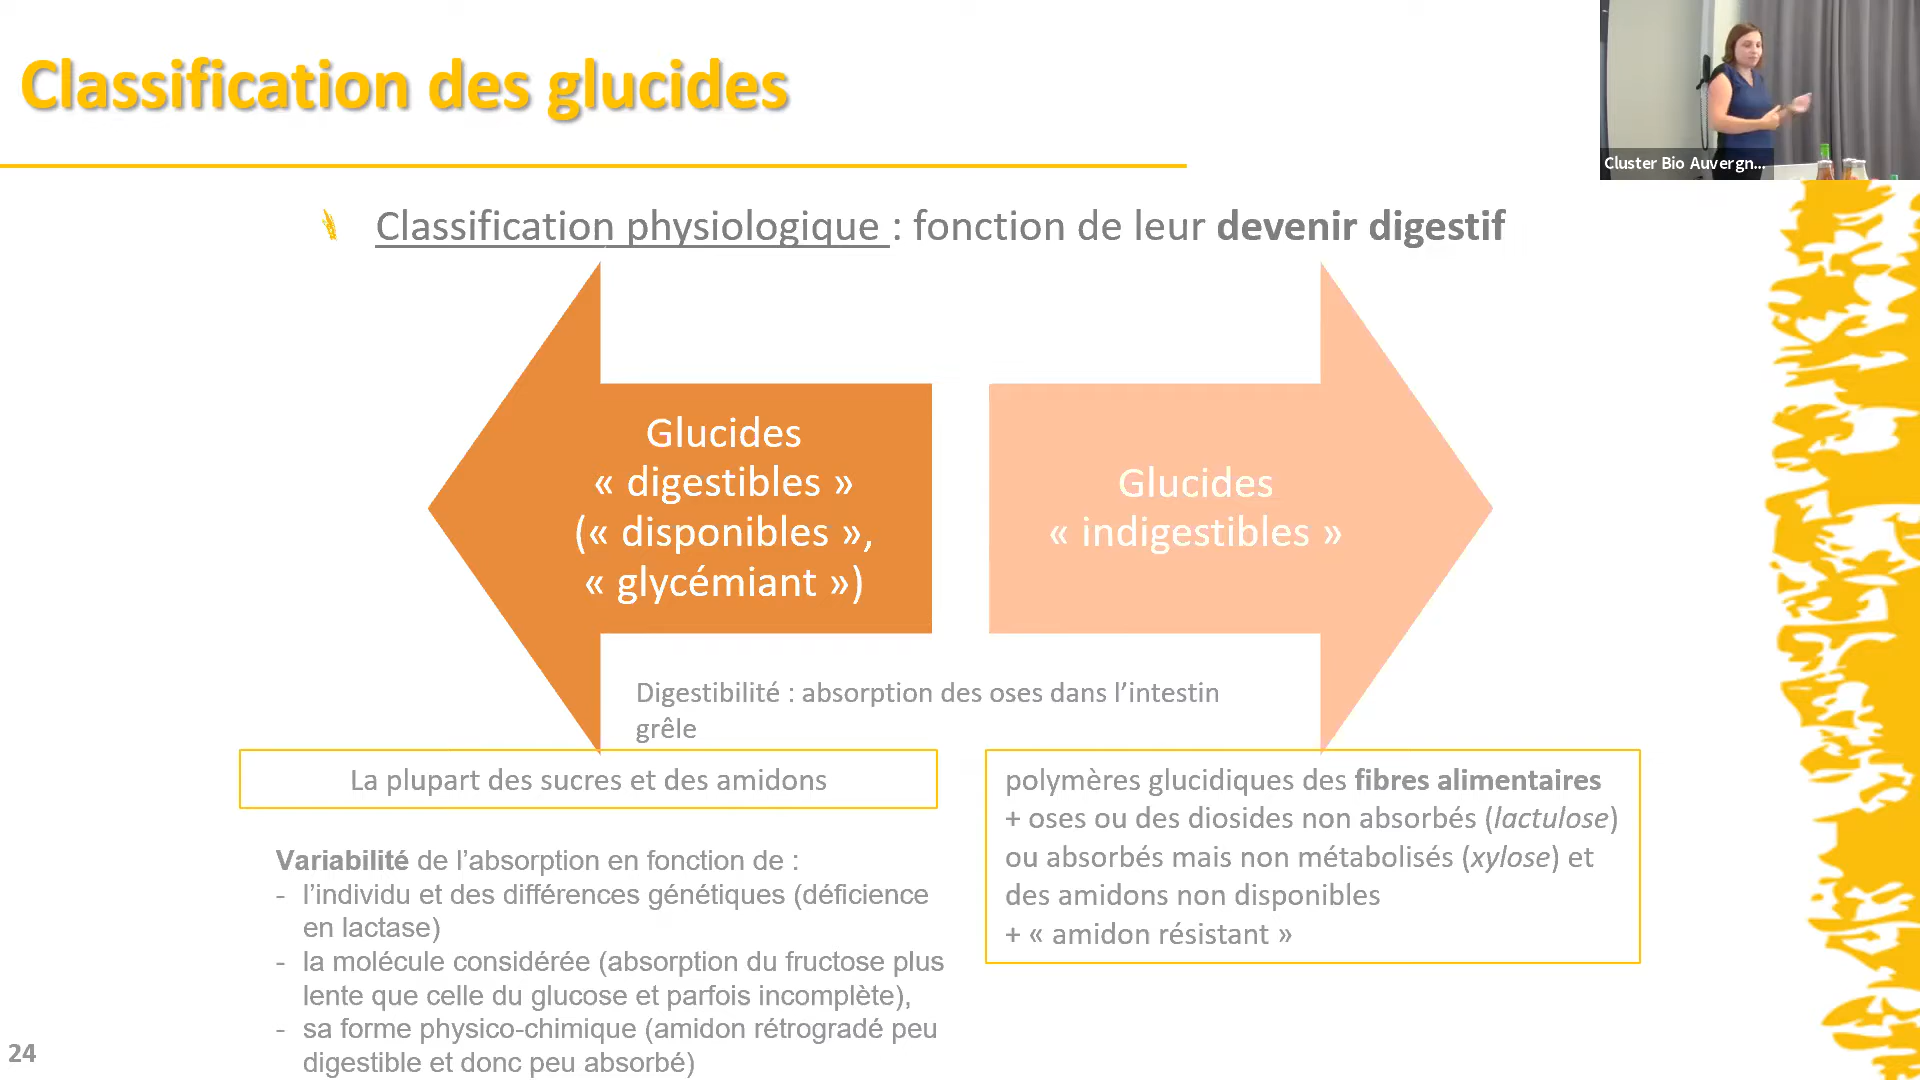 Classification des glucides
Cluster Bio Auvergn...
Classification physiologique : fonction de leur devenir digestif
Glucides
« digestibles »
(« disponibles »,
« glycémiant »)
Glucides
« indigestibles »
Digestibilité : absorption des oses dans l’intestin
grêle
La plupart des sucres et des amidons
Variabilité de l’absorption en fonction de :
- l’individu et des différences génétiques (déficience
en lactase)
- la molécule considérée (absorption du fructose plus
lente que celle du glucose et parfois incomplète),
- sa forme physico-chimique (amidon rétrogradé peu
digestible et donc peu absorbé)
polymères glucidiques des fibres alimentaires
+ oses ou des diosides non absorbés (lactulose)
ou absorbés mais non métabolisés (xylose) et
des amidons non disponibles
+ « amidon résistant »
24